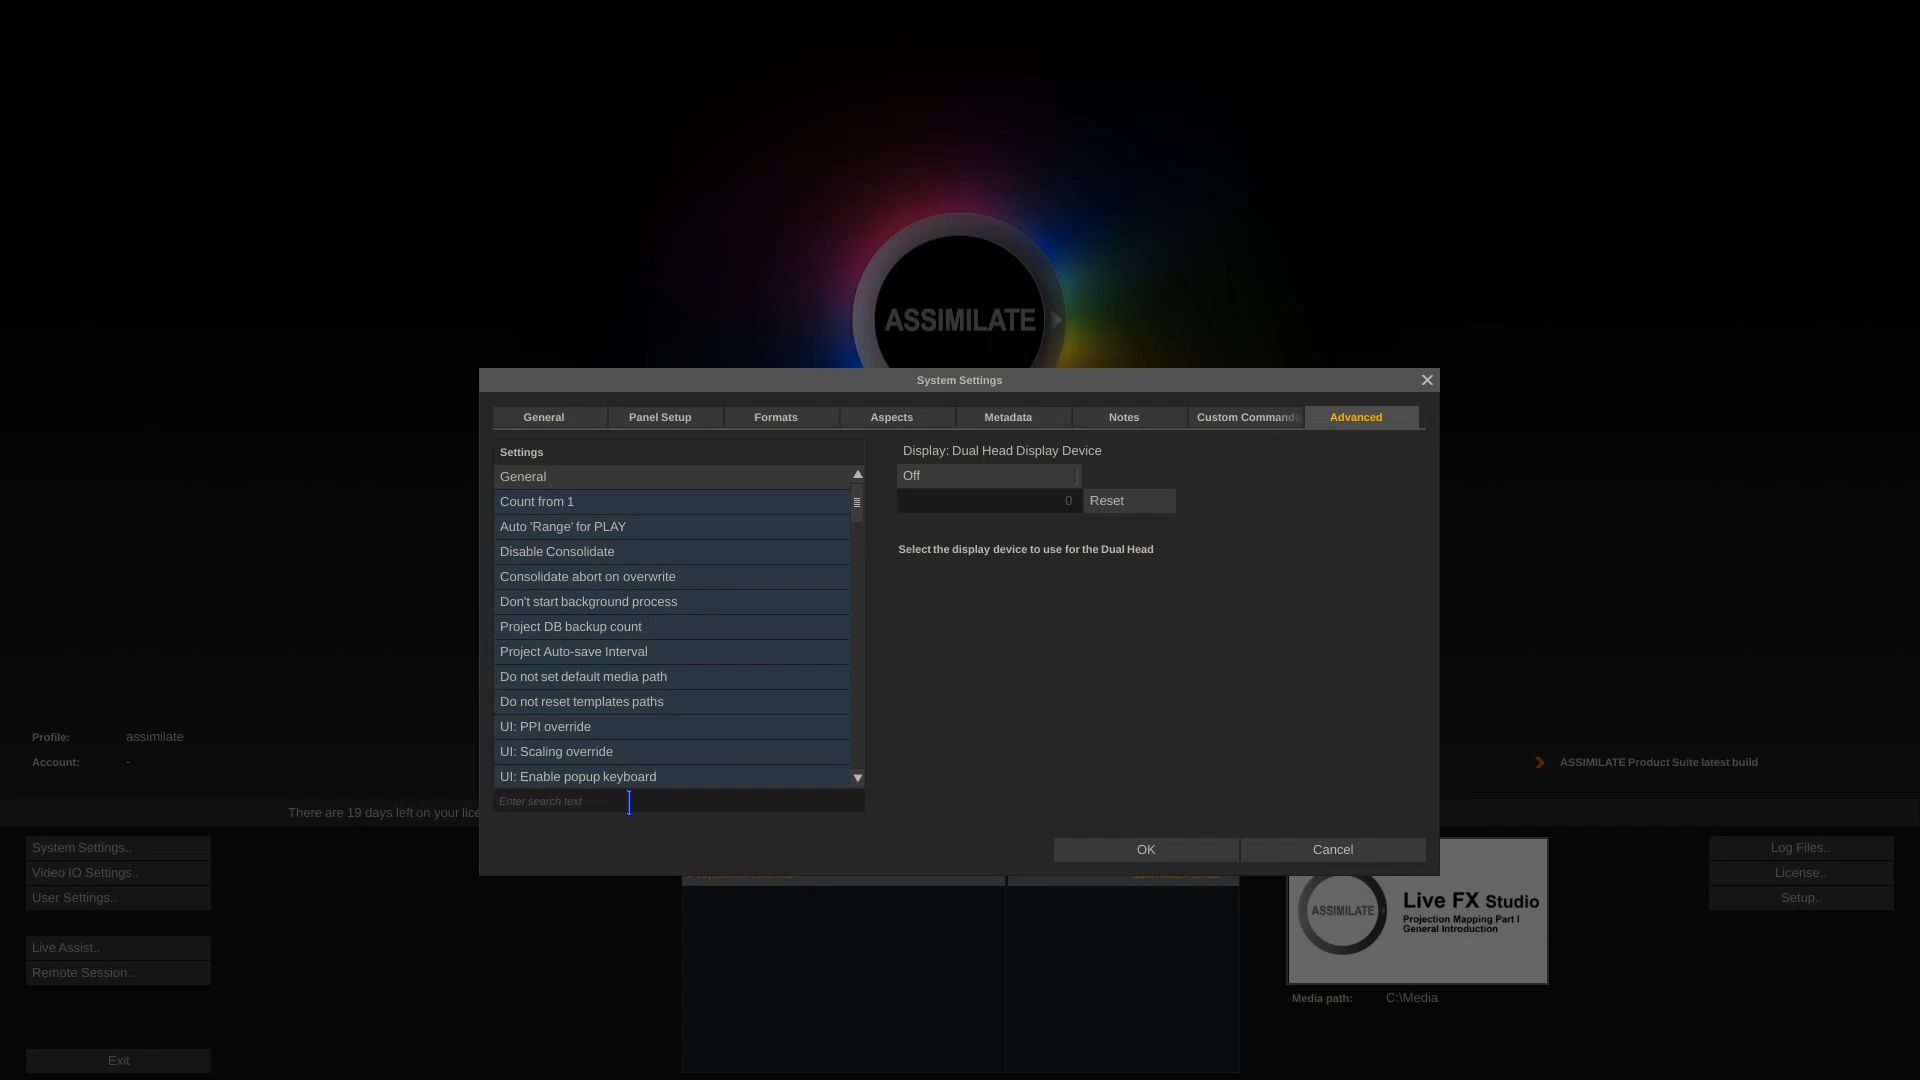 ASSIMILATE
System Settings
General
Panel Setup
Formats
Aspects
Metadata
Notes
Custom Commands
Advanced
Settings
General
Count from 1
Auto 'Range' for PLAY
Disable Consolidate
Consolidate abort on overwrite
Don't start background process
Project DB backup count
Project Auto-save Interval
Do not set default media path
Do not reset templates paths
UI: PPI override
UI: Scaling override
UI: Enable popup keyboard
Enter search text
Display: Dual Head Display Device
Off
0
Reset
Select the display device to use for the Dual Head
OK
Cancel
Profile: assimilate
Account: -
ASSIMILATE Product Suite latest build
There are 19 days left on your lice
System Settings..
Video IO Settings..
User Settings..
Live Assist..
Remote Session..
Exit
ASSIMILATE
Live FX Studio
Projection Mapping Part I
General Introduction
Media path: C:\Media
Log Files..
License..
Setup..